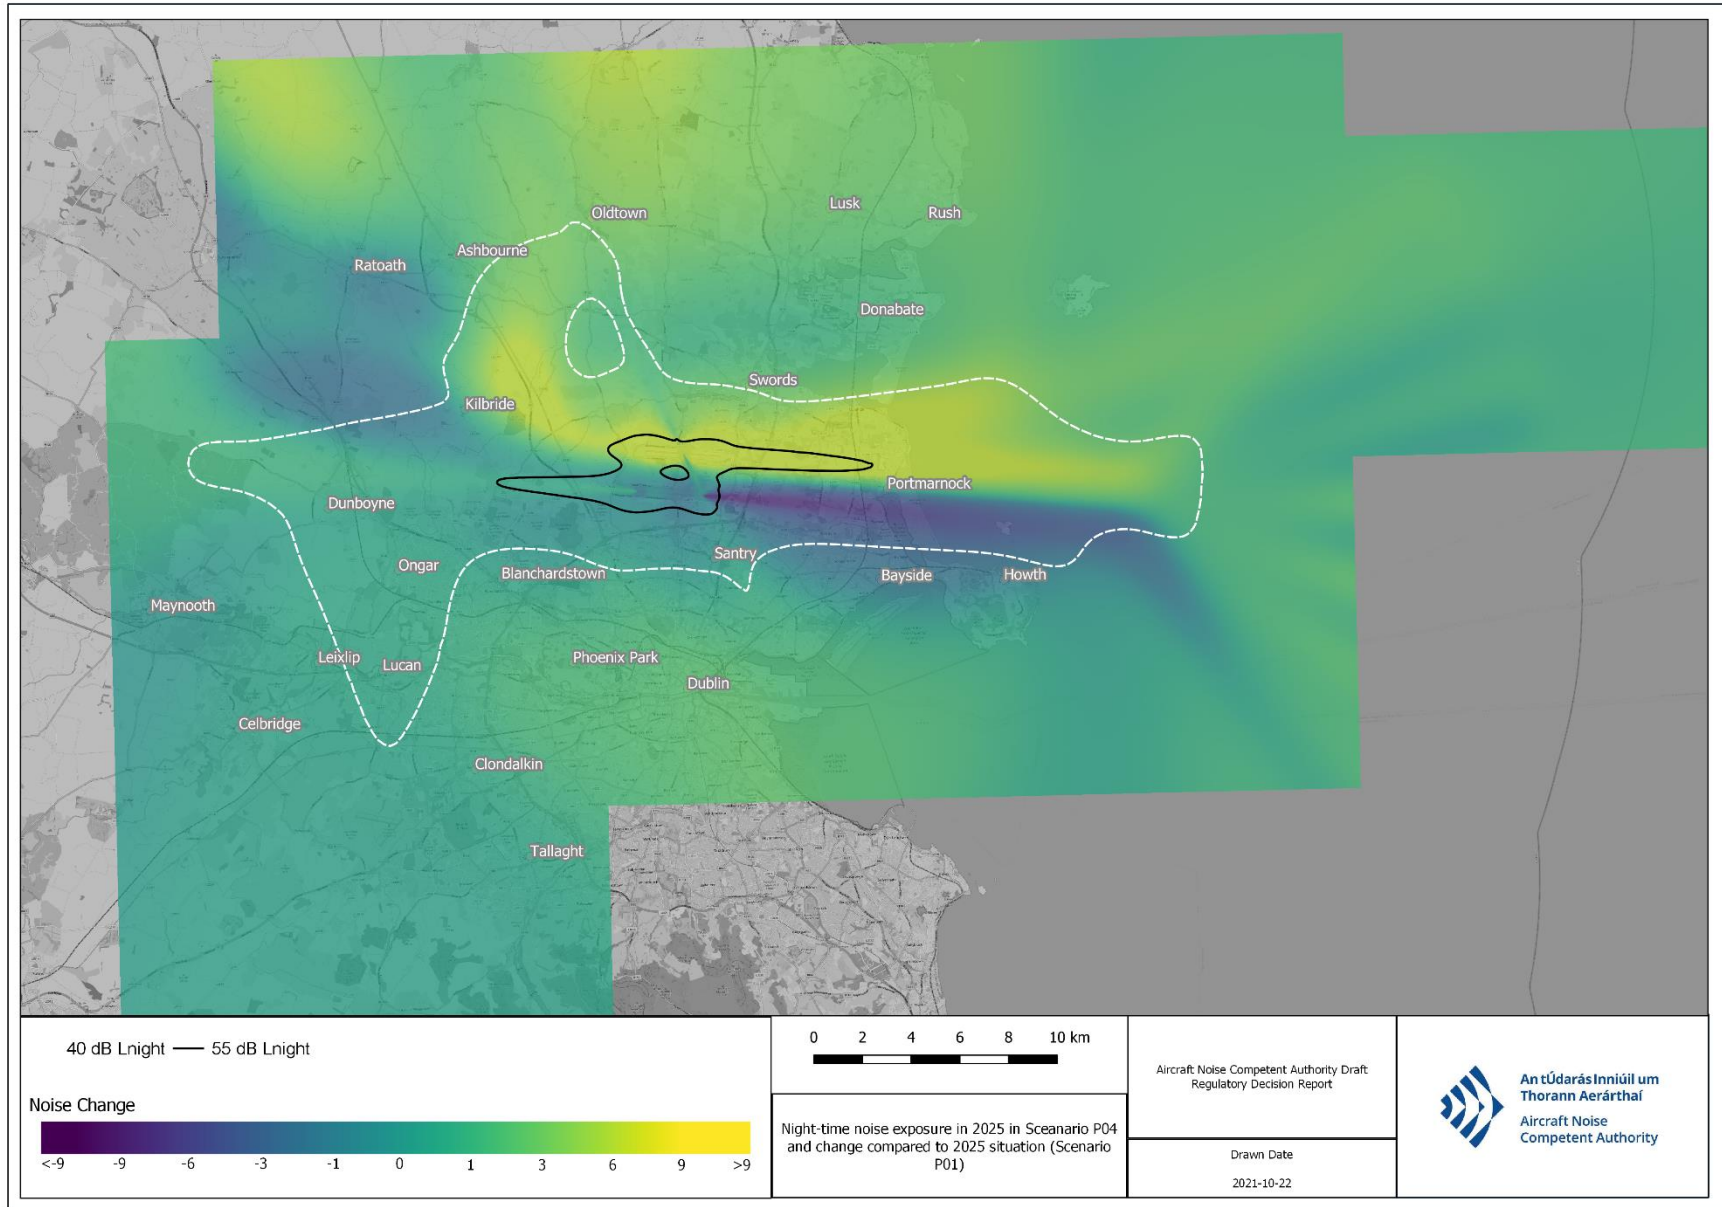 Oldtown
Lusk
Rush
Ashbourne
Ratoath
Donabate
Swords
Kilbride
Portmarnock
Dunboyne
Santry
Ongar
Blanchardstown
Bayside
Howth
Maynooth
Leixlip
Lucan
Phoenix Park
Dublin
Celbridge
Clondalkin
Tallaght
40 dB Lnight
55 dB Lnight
Noise Change
<-9 -9 -6 -3 -1 0 1 3 6 9 >9
0 2 4 6 8 10 km
Night-time noise exposure in 2025 in Sceanario P04
and change compared to 2025 situation (Scenario
P01)
Aircraft Noise Competent Authority Draft
Regulatory Decision Report
Drawn Date
2021-10-22
An tÚdarás Inniúil um
Thorann Aerárthaí
Aircraft Noise
Competent Authority